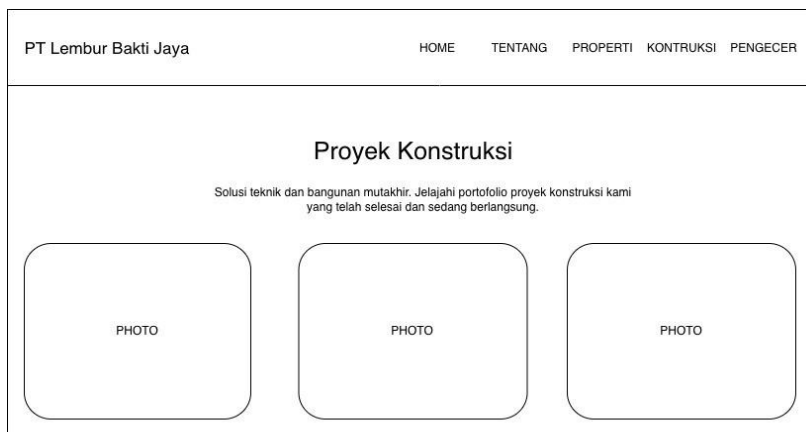 PT Lembur Bakti Jaya
HOME TENTANG PROPERTI KONTRUKSI PENGECER
Proyek Konstruksi
Solusi teknik dan bangunan mutakhir. Jelajahi portofolio proyek konstruksi kami
yang telah selesai dan sedang berlangsung.
PHOTO PHOTO PHOTO